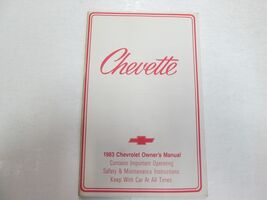 Chevette
1983 Chevrolet Owner's Manual
Contains Important Operating
Safety & Maintenance Instructions
Keep With Car At All Times